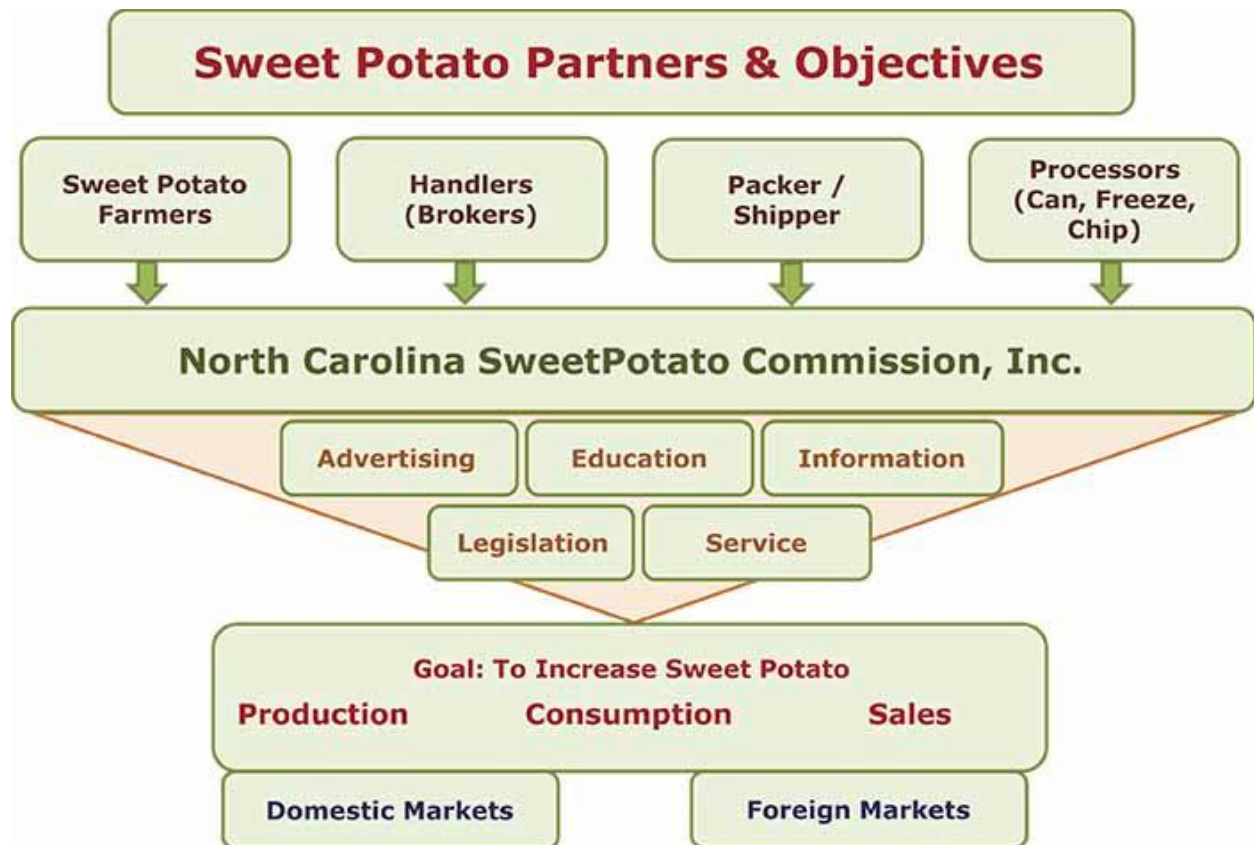 Sweet Potato Partners & Objectives
Sweet Potato
Farmers
Handlers
(Brokers)
Packer /
Shipper
Processors
(Can, Freeze,
Chip)
North Carolina SweetPotato Commission, Inc.
Advertising
Education
Information
Legislation
Service
Goal: To Increase Sweet Potato
Production Consumption Sales
Domestic Markets
Foreign Markets